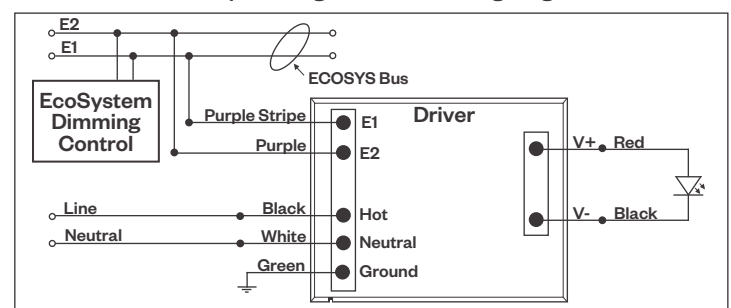 E2
E1
ECOSYS Bus
EcoSystem
Dimming
Control
Driver
Purple Stripe
E1
V+
Red
Purple
E2
Line
Black
Hot
V-
Black
Neutral
White
Neutral
Green
Ground